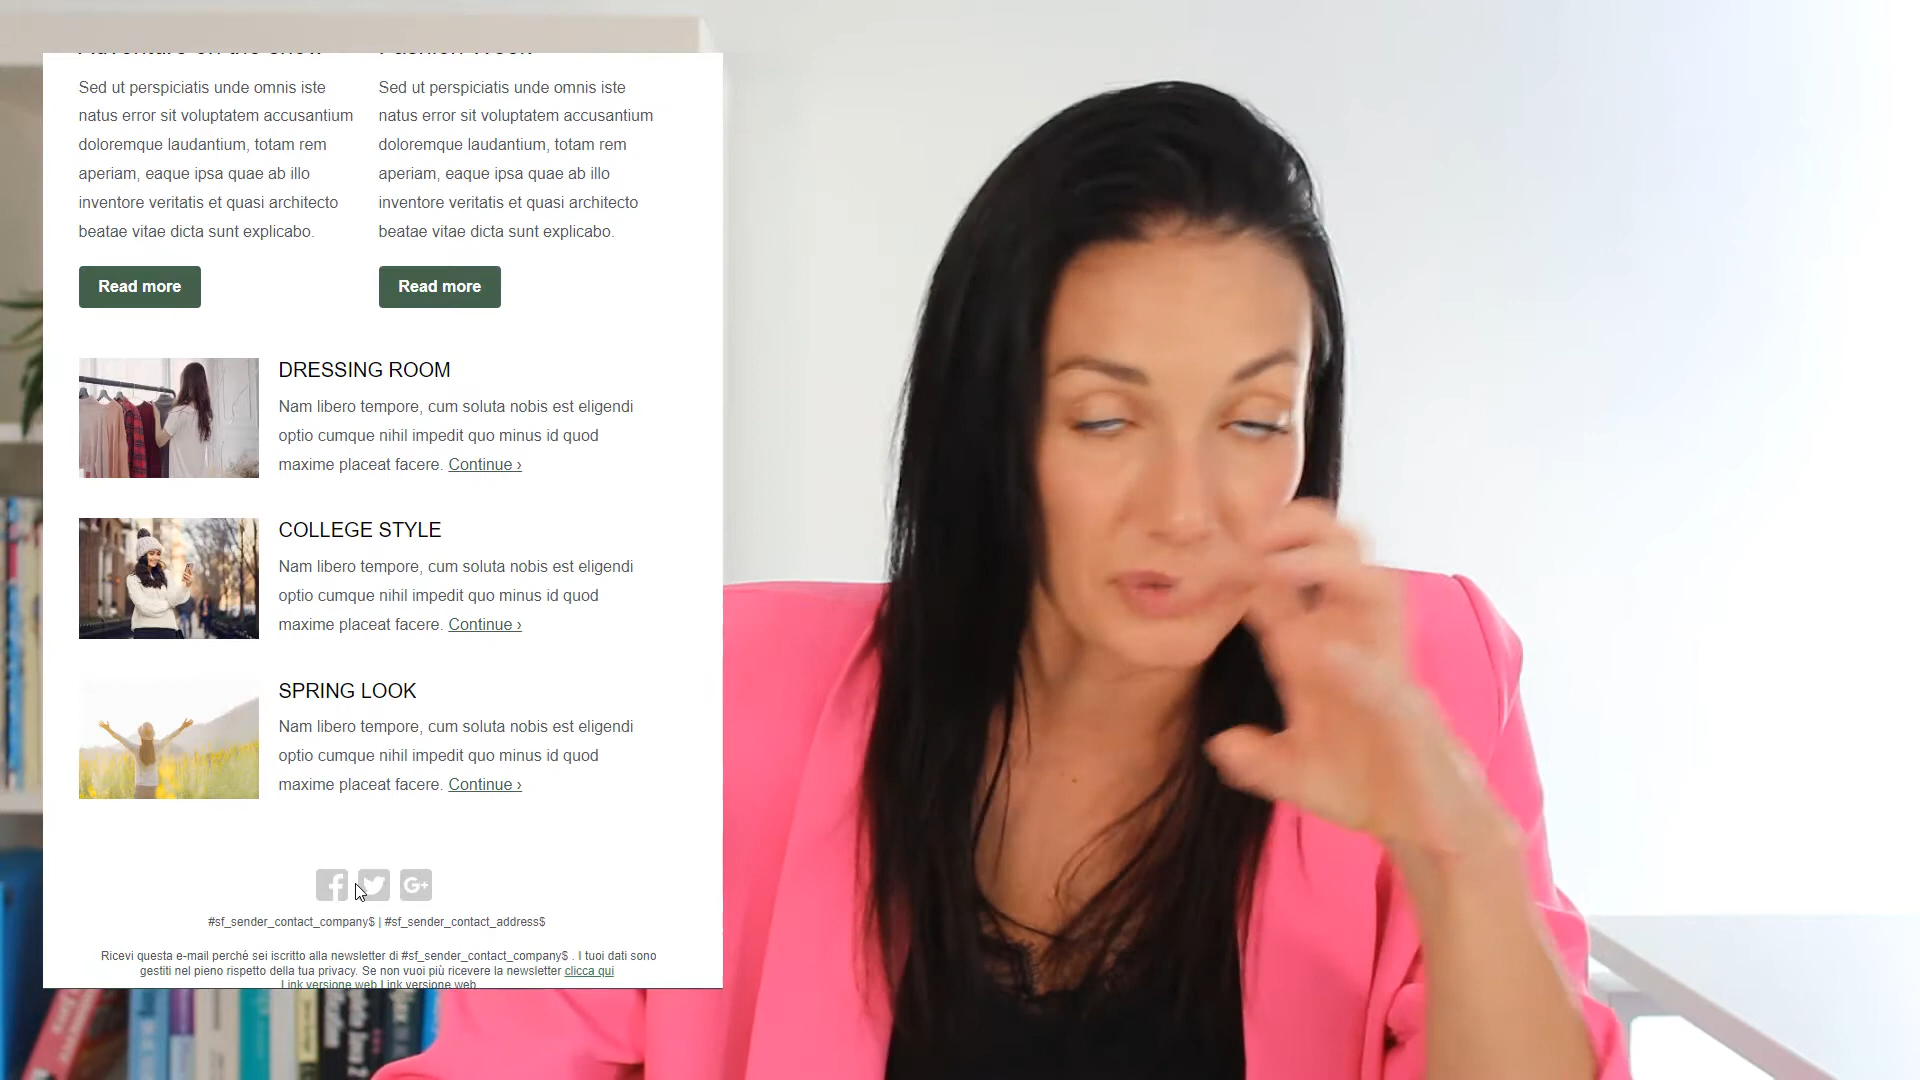 Sed ut perspiciatis unde omnis iste
natus error sit voluptatem accusantium
doloremque laudantium, totam rem
aperiam, eaque ipsa quae ab illo
inventore veritatis et quasi architecto
beatae vitae dicta sunt explicabo.
Read more
Sed ut perspiciatis unde omnis iste
natus error sit voluptatem accusantium
doloremque laudantium, totam rem
aperiam, eaque ipsa quae ab illo
inventore veritatis et quasi architecto
beatae vitae dicta sunt explicabo.
Read more
DRESSING ROOM
Nam libero tempore, cum soluta nobis est eligendi
optio cumque nihil impedit quo minus id quod
maxime placeat facere. Continue ›
COLLEGE STYLE
Nam libero tempore, cum soluta nobis est eligendi
optio cumque nihil impedit quo minus id quod
maxime placeat facere. Continue ›
SPRING LOOK
Nam libero tempore, cum soluta nobis est eligendi
optio cumque nihil impedit quo minus id quod
maxime placeat facere. Continue ›
#sf_sender_contact_company$ | #sf_sender_contact_address$
Ricevi questa e-mail perché sei iscritto alla newsletter di #sf_sender_contact_company$ . I tuoi dati sono
gestiti nel pieno rispetto della tua privacy. Se non vuoi più ricevere la newsletter clicca qui
Link versione web Link versione web